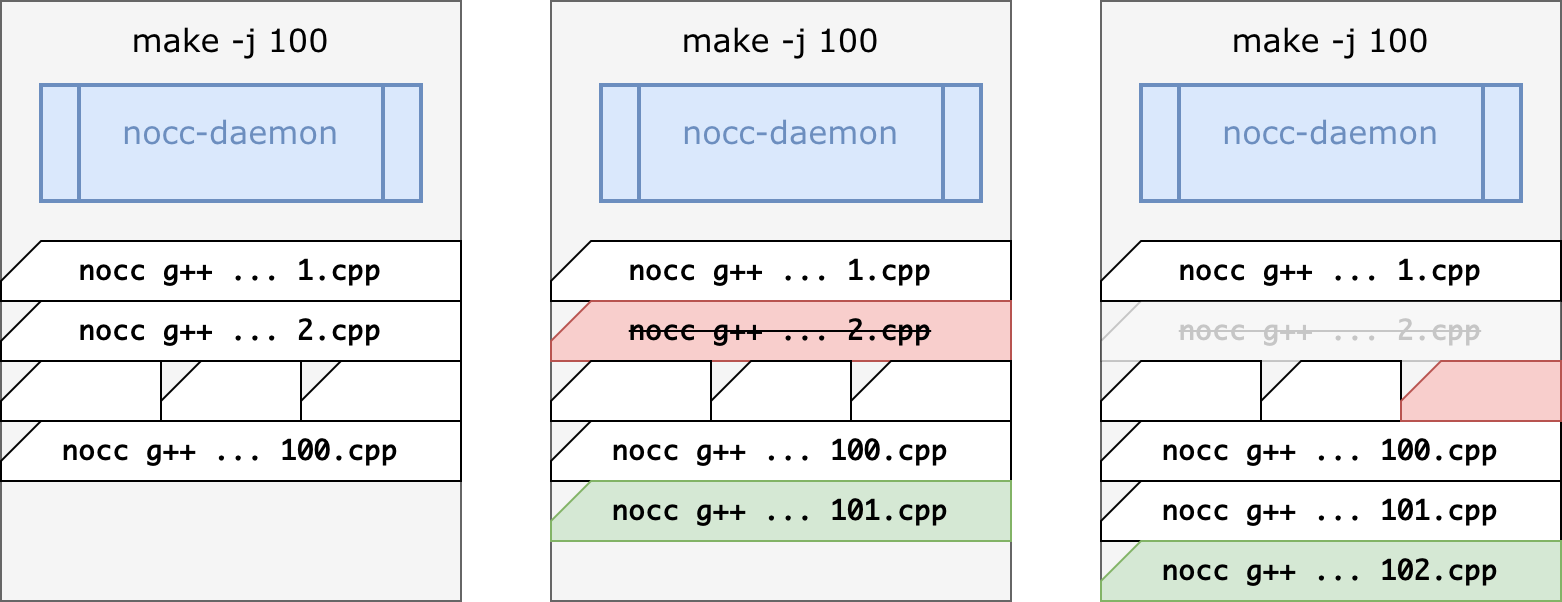 make -j 100
nocc-daemon
nocc g++ ... 1.cpp
nocc g++ ... 2.cpp
nocc g++ ... 100.cpp
make -j 100
nocc-daemon
nocc g++ ... 1.cpp
nocc g++ ... 2.cpp
nocc g++ ... 100.cpp
nocc g++ ... 101.cpp
make -j 100
nocc-daemon
nocc g++ ... 1.cpp
nocc g++ ... 2.cpp
nocc g++ ... 100.cpp
nocc g++ ... 101.cpp
nocc g++ ... 102.cpp